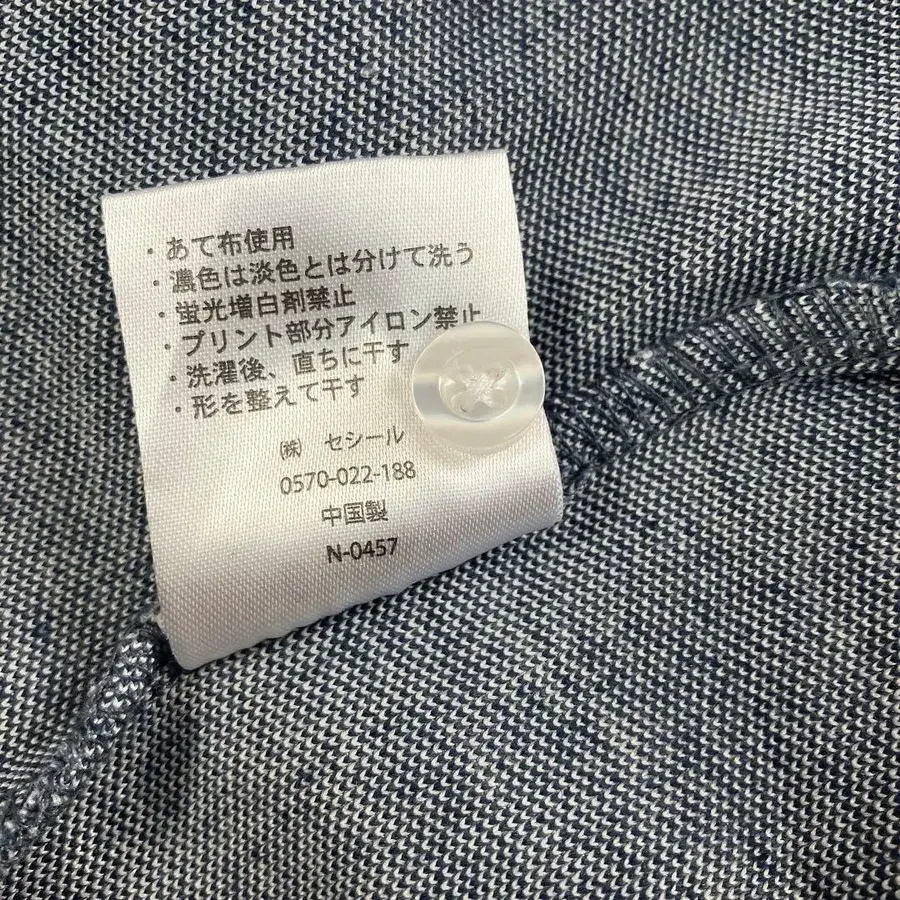 ・あて布使用
・濃色は淡色とは分けて洗う
・蛍光増白剤禁止
・プリント部分アイロン禁止
・洗濯後、直ちに干す
・形を整えて干す
㈱ セシール
0570-022-188
中国製
N-0457